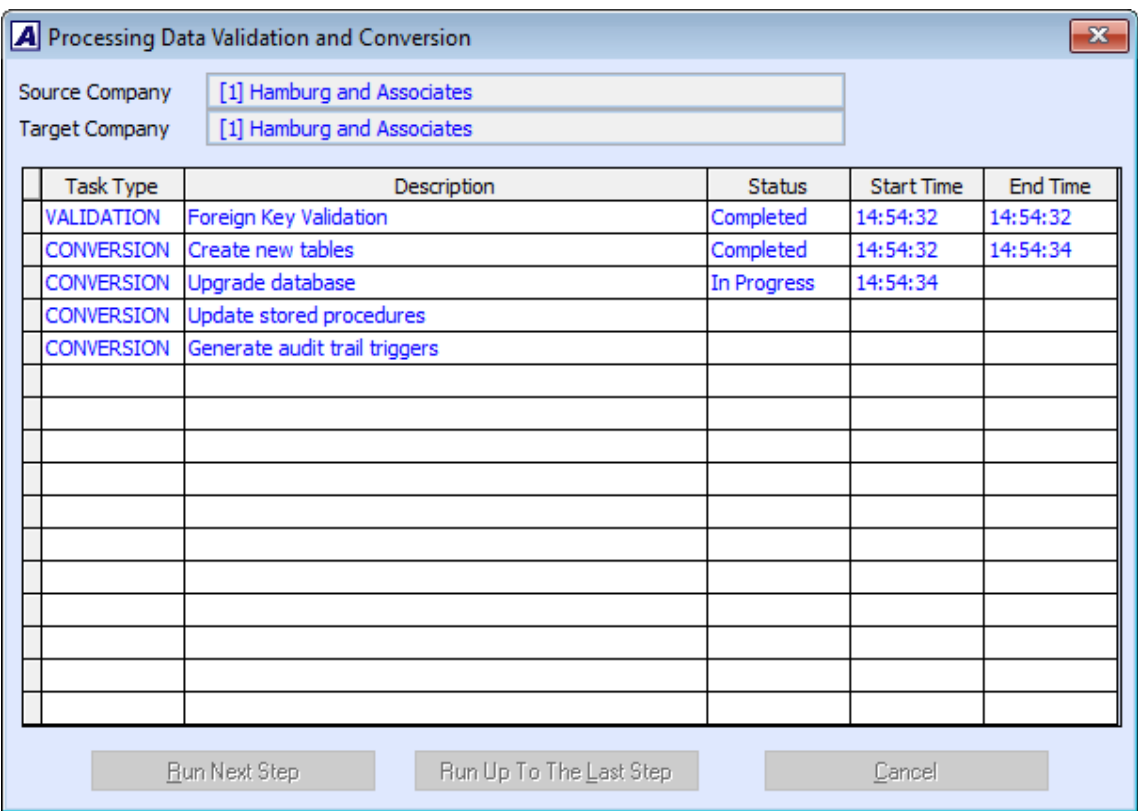 A Processing Data Validation and Conversion
Source Company [1] Hamburg and Associates
Target Company [1] Hamburg and Associates
Task Type Description Status Start Time End Time
VALIDATION Foreign Key Validation Completed 14:54:32 14:54:32
CONVERSION Create new tables Completed 14:54:32 14:54:34
CONVERSION Upgrade database In Progress 14:54:34
CONVERSION Update stored procedures
CONVERSION Generate audit trail triggers
Run Next Step Run Up To The Last Step Cancel